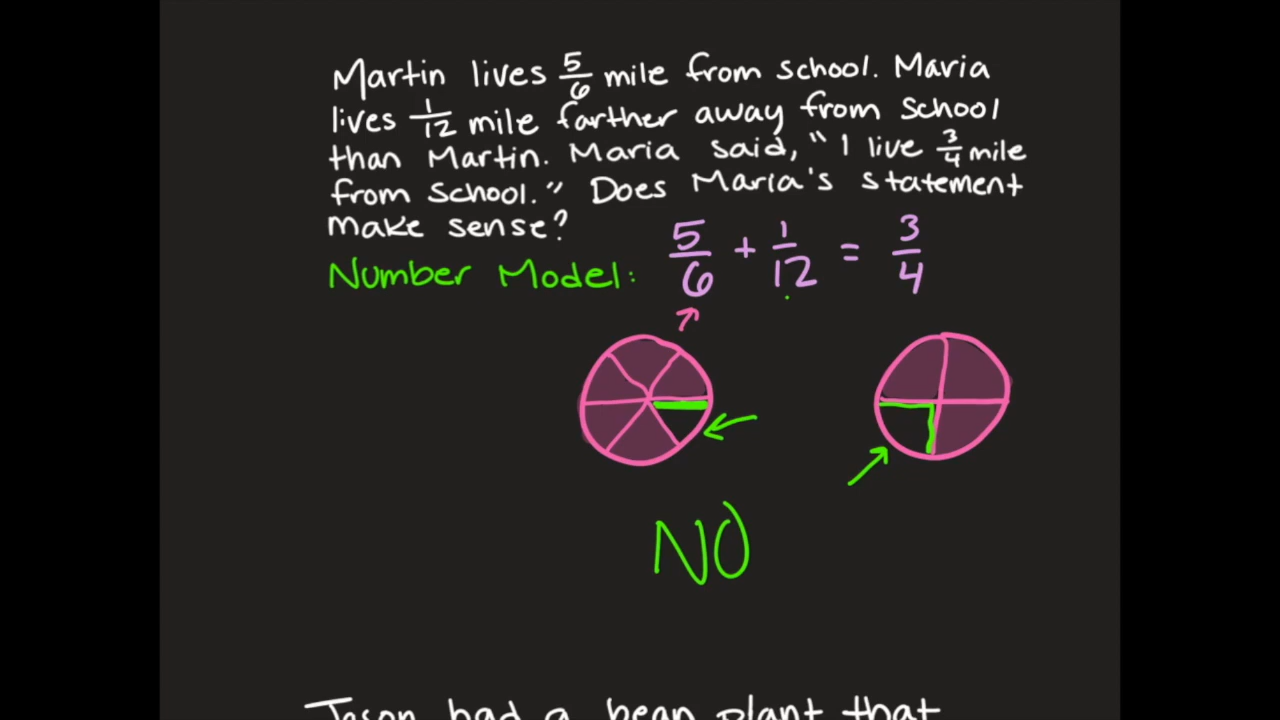 Martin lives 5/6 mile from school. Maria
lives 1/12 mile farther away from school
than Martin. Maria said, "I live 3/4 mile
from school." Does Maria's statement
make sense?
Number Model: 5/6 + 1/12 = 3/4
NO
Jason had a bean plant that